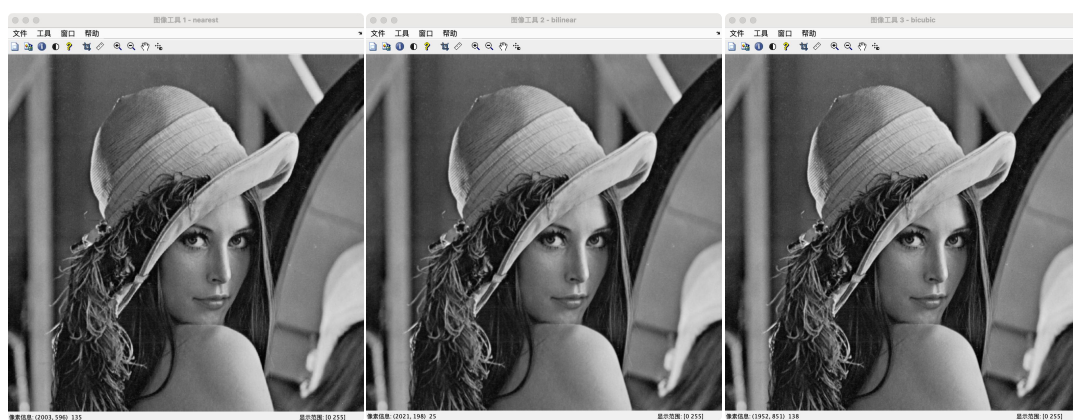 图像工具 1 - nearest
文件 工具 窗口 帮助
像素信息: (2003, 596) 135
显示范围: [0 255]
图像工具 2 - bilinear
文件 工具 窗口 帮助
像素信息: (2021, 198) 25
显示范围: [0 255]
图像工具 3 - bicubic
文件 工具 窗口 帮助
像素信息: (1952, 851) 138
显示范围: [0 255]